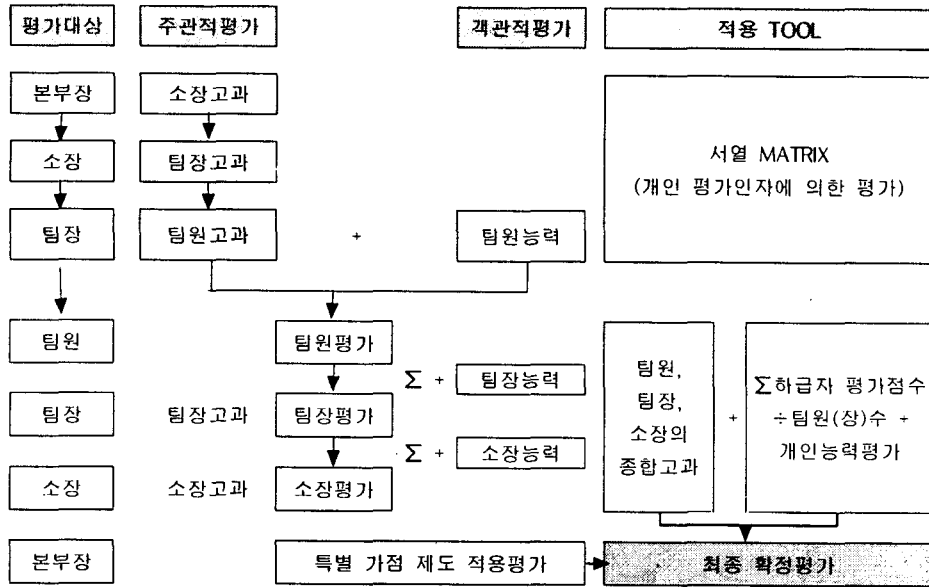 평가대상 주관적평가 객관적평가 적용 TOOL
본부장 소장고과
소장 팀장고과
서열 MATRIX
(개인 평가인자에 의한 평가)
팀장 팀원고과 + 팀원능력
팀원 팀원평가
Σ + 팀장능력
팀장 팀장고과 팀장평가
Σ + 소장능력
소장 소장고과 소장평가
팀원,
팀장,
소장의
종합고과
+
Σ하급자 평가점수
÷팀원(장)수 +
개인능력평가
본부장 특별 가점 제도 적용평가 최종 확정평가